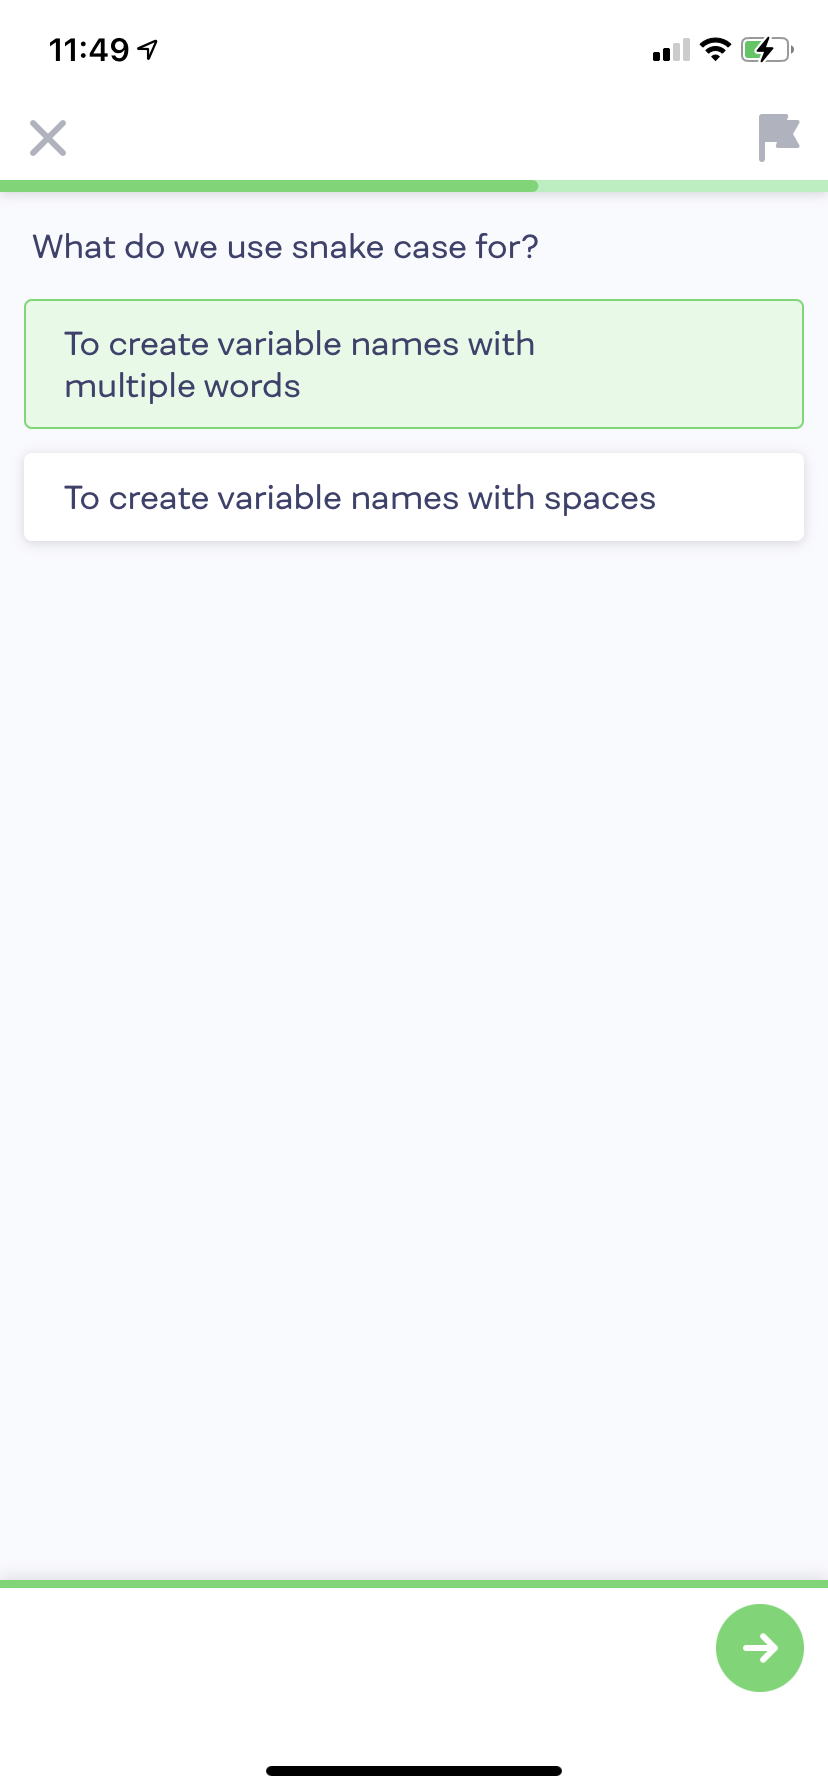 11:49
What do we use snake case for?
To create variable names with
multiple words
To create variable names with spaces